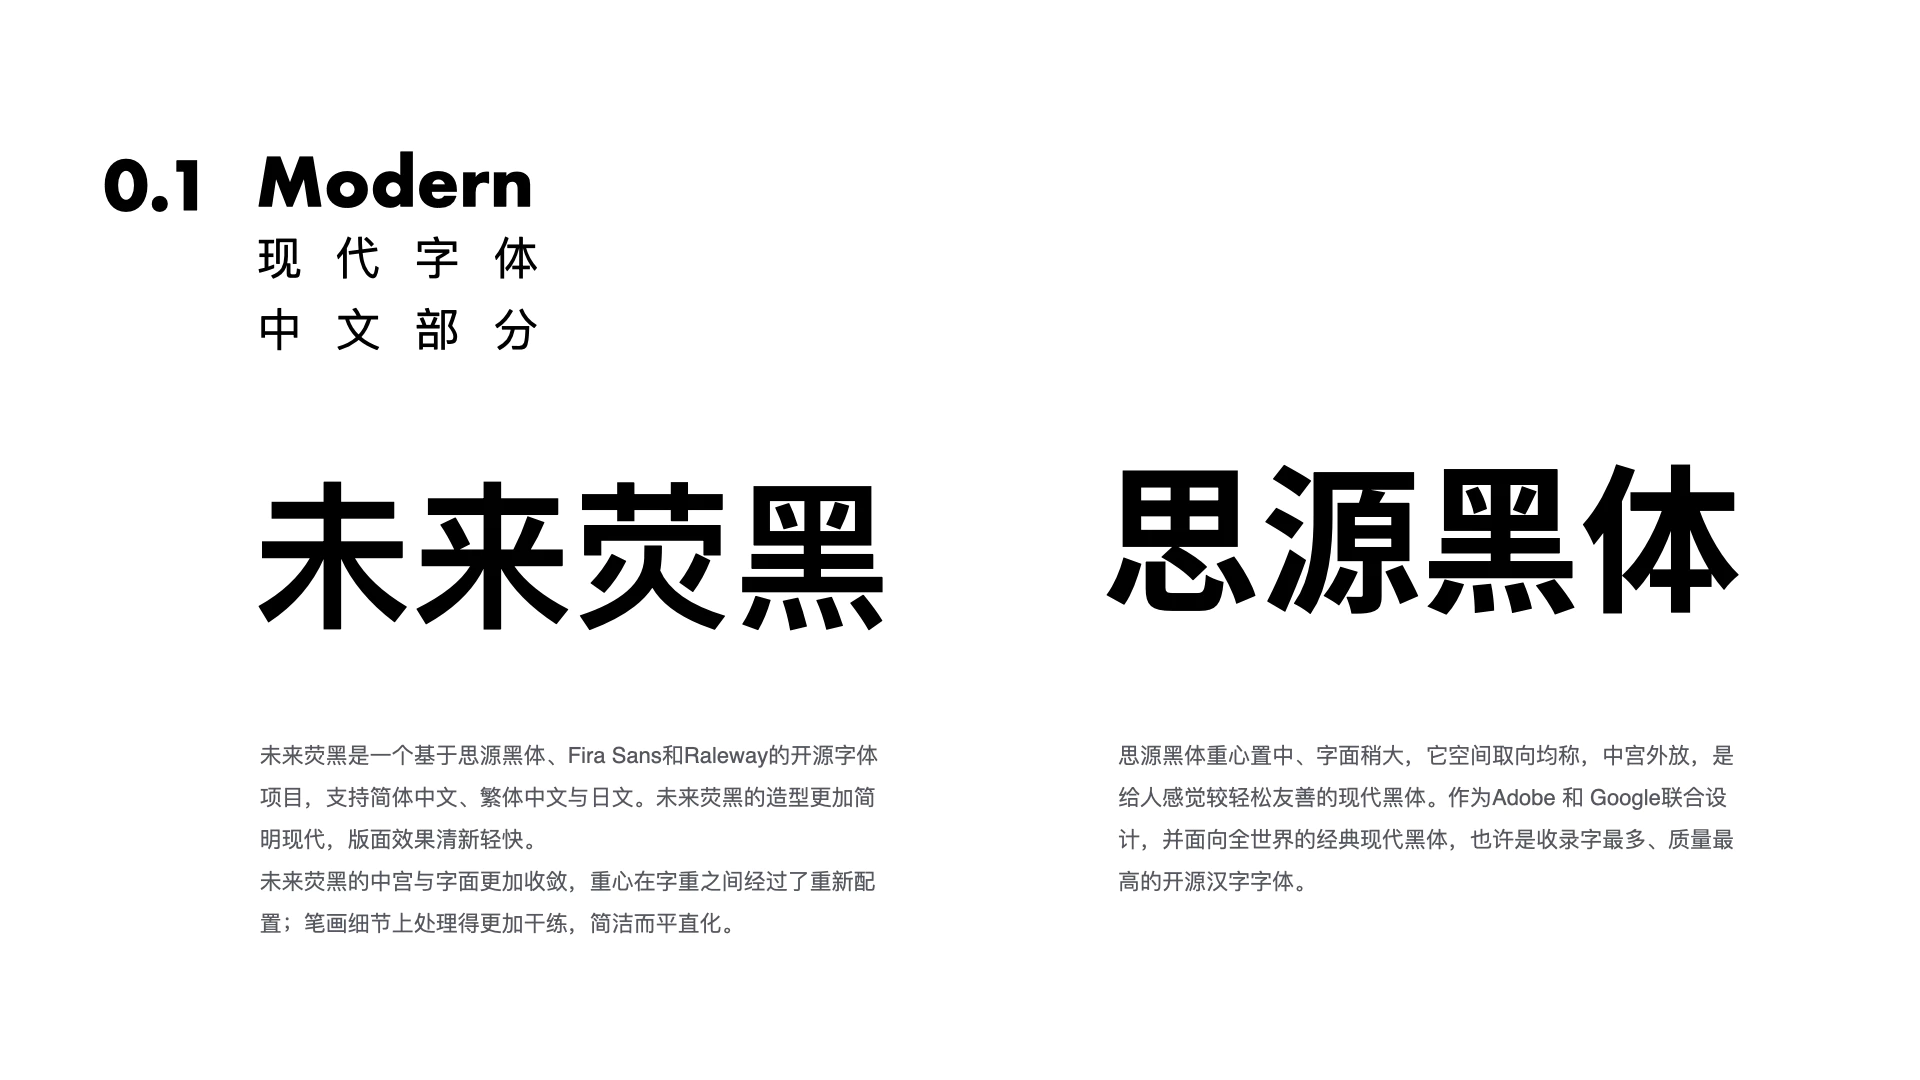 0.1 Modern
现代字体
中文部分
未来荧黑
未来荧黑是一个基于思源黑体、Fira Sans和Raleway的开源字体
项目，支持简体中文、繁体中文与日文。未来荧黑的造型更加简
明现代，版面效果清新轻快。
未来荧黑的中宫与字面更加收敛，重心在字重之间经过了重新配
置；笔画细节上处理得更加干练，简洁而平直化。
思源黑体
思源黑体重心置中、字面稍大，它空间取向均称，中宫外放，是
给人感觉较轻松友善的现代黑体。作为Adobe 和 Google联合设
计，并面向全世界的经典现代黑体，也许是收录字最多、质量最
高的开源汉字字体。